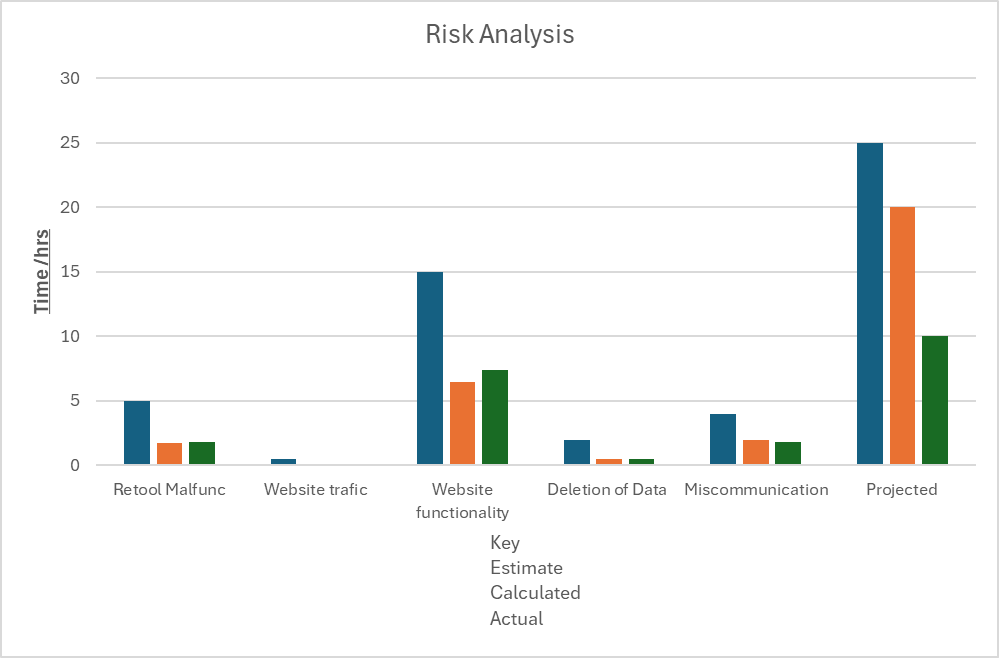 Risk Analysis
30
25
20
15
10
5
0
Time /hrs
Retool Malfunc
Website trafic
Website
functionality
Deletion of Data
Miscommunication
Projected
Key
Estimate
Calculated
Actual